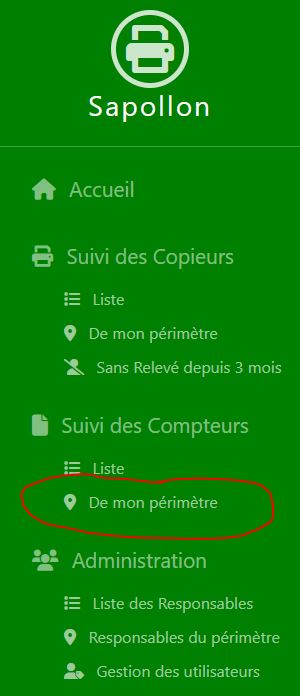 Sapollon
Accueil
Suivi des Copieurs
Liste
De mon périmètre
Sans Relevé depuis 3 mois
Suivi des Compteurs
Liste
De mon périmètre
Administration
Liste des Responsables
Responsables du périmètre
Gestion des utilisateurs